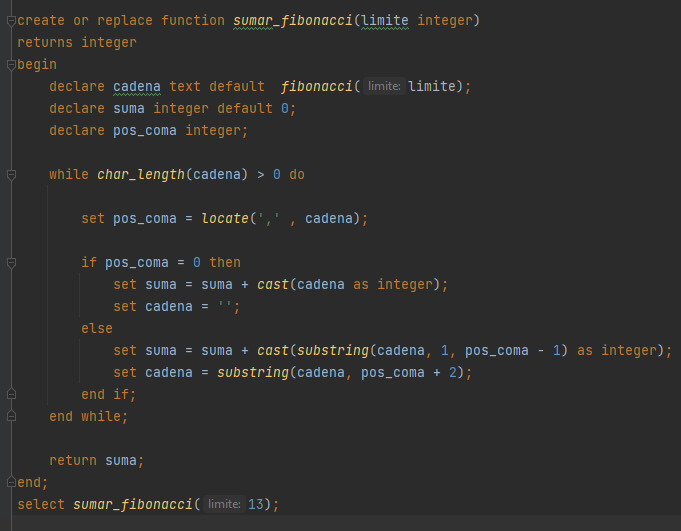 create or replace function sumar_fibonacci(limite integer)
returns integer
begin
    declare cadena text default  fibonacci( limite: limite);
    declare suma integer default 0;
    declare pos_coma integer;

    while char_length(cadena) > 0 do

        set pos_coma = locate(',' , cadena);

        if pos_coma = 0 then
            set suma = suma + cast(cadena as integer);
            set cadena = '';
        else
            set suma = suma + cast(substring(cadena, 1, pos_coma - 1) as integer);
            set cadena = substring(cadena, pos_coma + 2);
        end if;
    end while;

    return suma;
end;
select sumar_fibonacci( limite: 13);